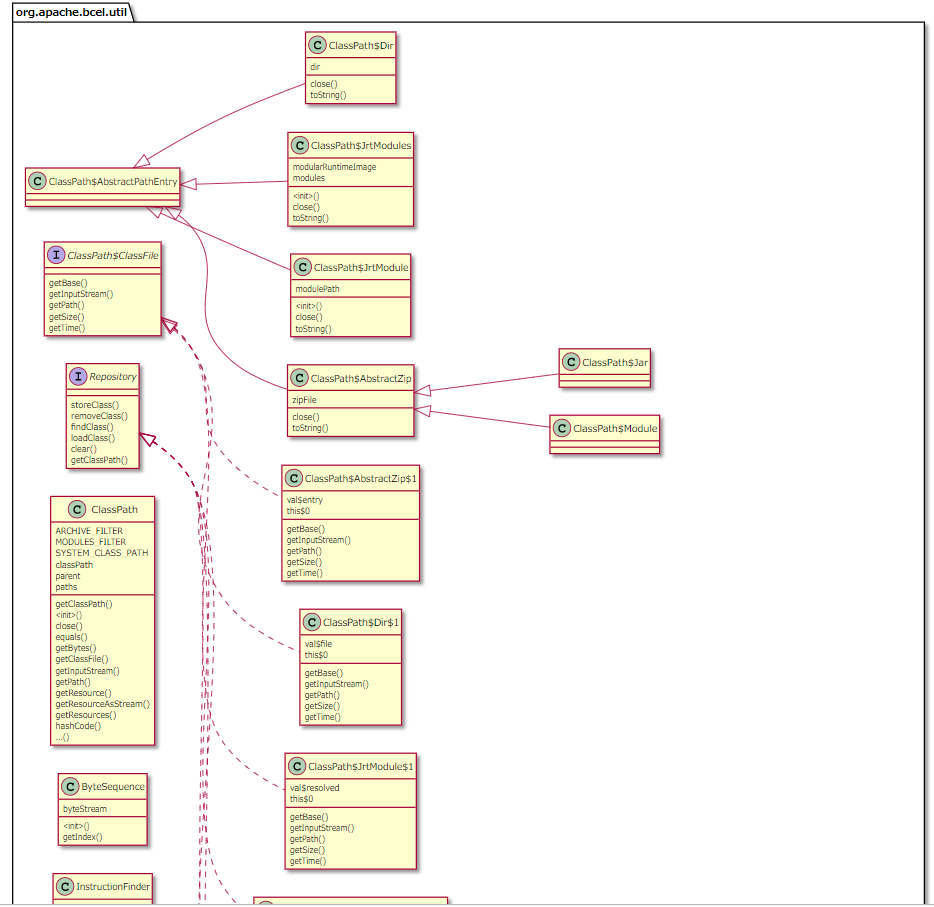 org.apache.bcel.util
C ClassPath$Dir
dir
close()
toString()
C ClassPath$JrtModules
modularRuntimeImage
modules
<init>()
close()
toString()
C ClassPath$AbstractPathEntry
I ClassPath$ClassFile
getBase()
getInputStream()
getPath()
getSize()
getTime()
C ClassPath$JrtModule
modulePath
<init>()
close()
toString()
I Repository
storeClass()
removeClass()
findClass()
loadClass()
clear()
getClassPath()
C ClassPath$AbstractZip
zipFile
close()
toString()
C ClassPath$Jar
C ClassPath$Module
C ClassPath$AbstractZip$1
val$entry
this$0
getBase()
getInputStream()
getPath()
getSize()
getTime()
C ClassPath
ARCHIVE_FILTER
MODULES_FILTER
SYSTEM_CLASS_PATH
classPath
parent
paths
getClassPath()
<init>()
close()
equals()
getBytes()
getClassFile()
getInputStream()
getPath()
getResource()
getResourceAsStream()
getResources()
hashCode()
...()
C ClassPath$Dir$1
val$file
this$0
getBase()
getInputStream()
getPath()
getSize()
getTime()
C ClassPath$JrtModule$1
val$resolved
this$0
getBase()
getInputStream()
getPath()
getSize()
getTime()
C ByteSequence
byteStream
<init>()
getIndex()
C InstructionFinder